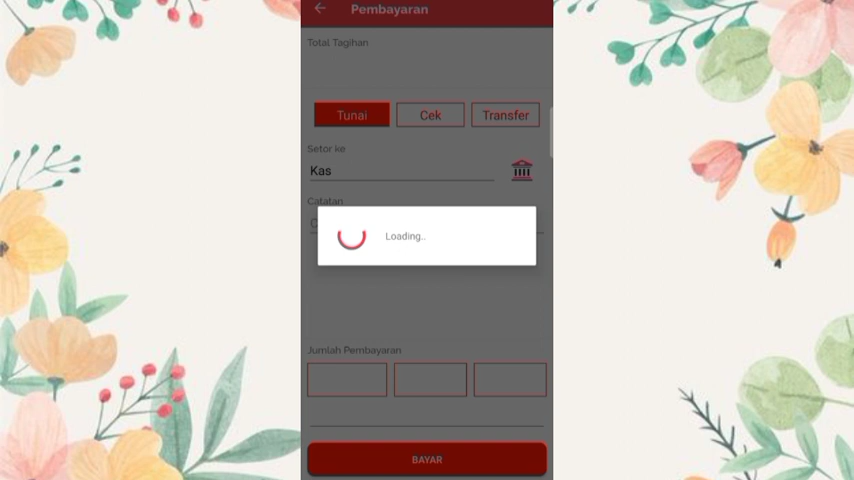 Pembayaran
Total Tagihan
Tunai Cek Transfer
Setor ke
Kas
Catatan
Loading..
Jumlah Pembayaran
BAYAR